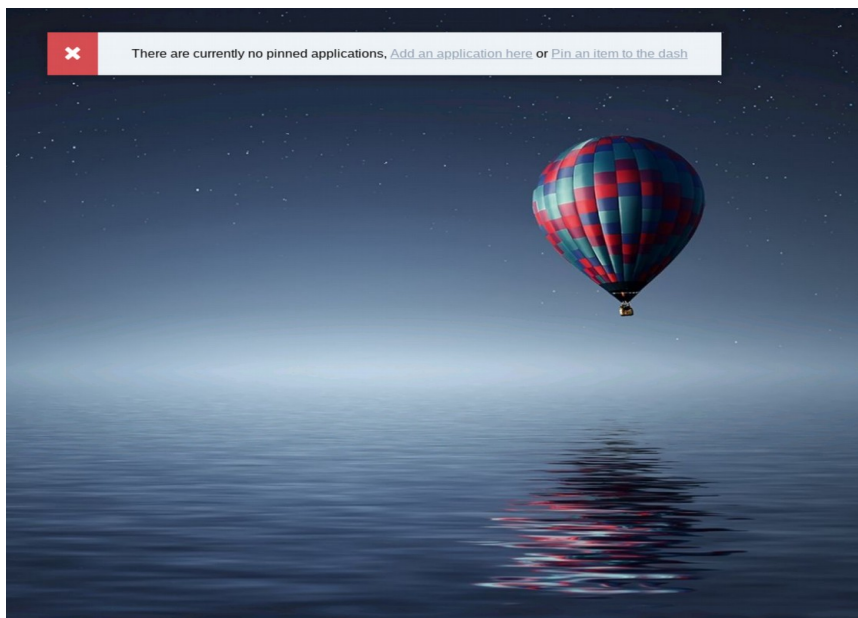 There are currently no pinned applications, Add an application here or Pin an item to the dash